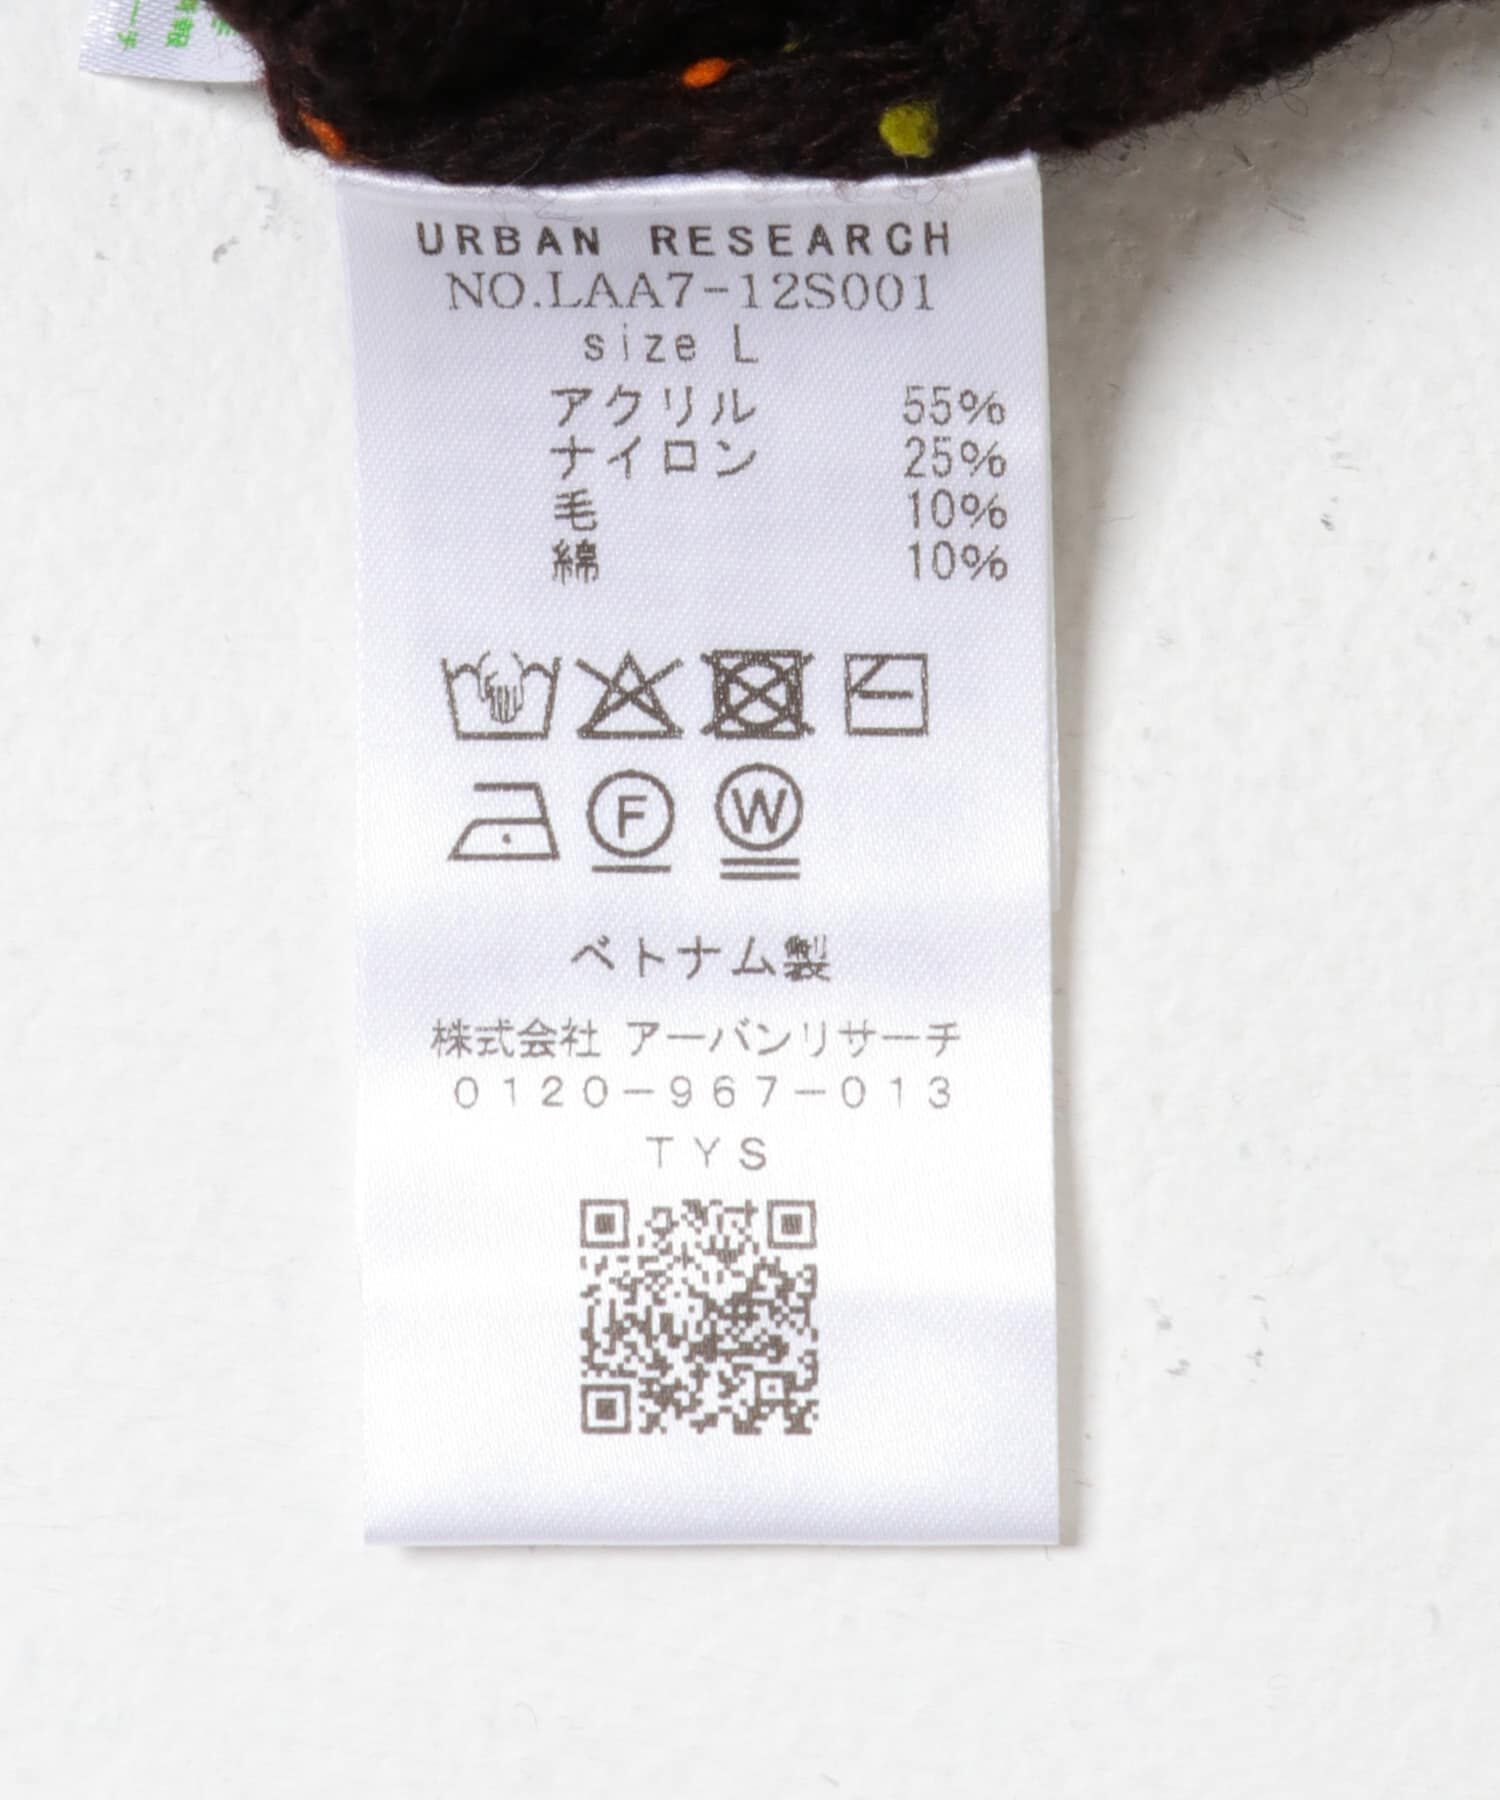 URBAN RESEARCH
NO.LAA7-12S001
size L
アクリル 55%
ナイロン 25%
毛 10%
綿 10%
F W
ベトナム製
株式会社 アーバンリサーチ
0120-967-013
TYS